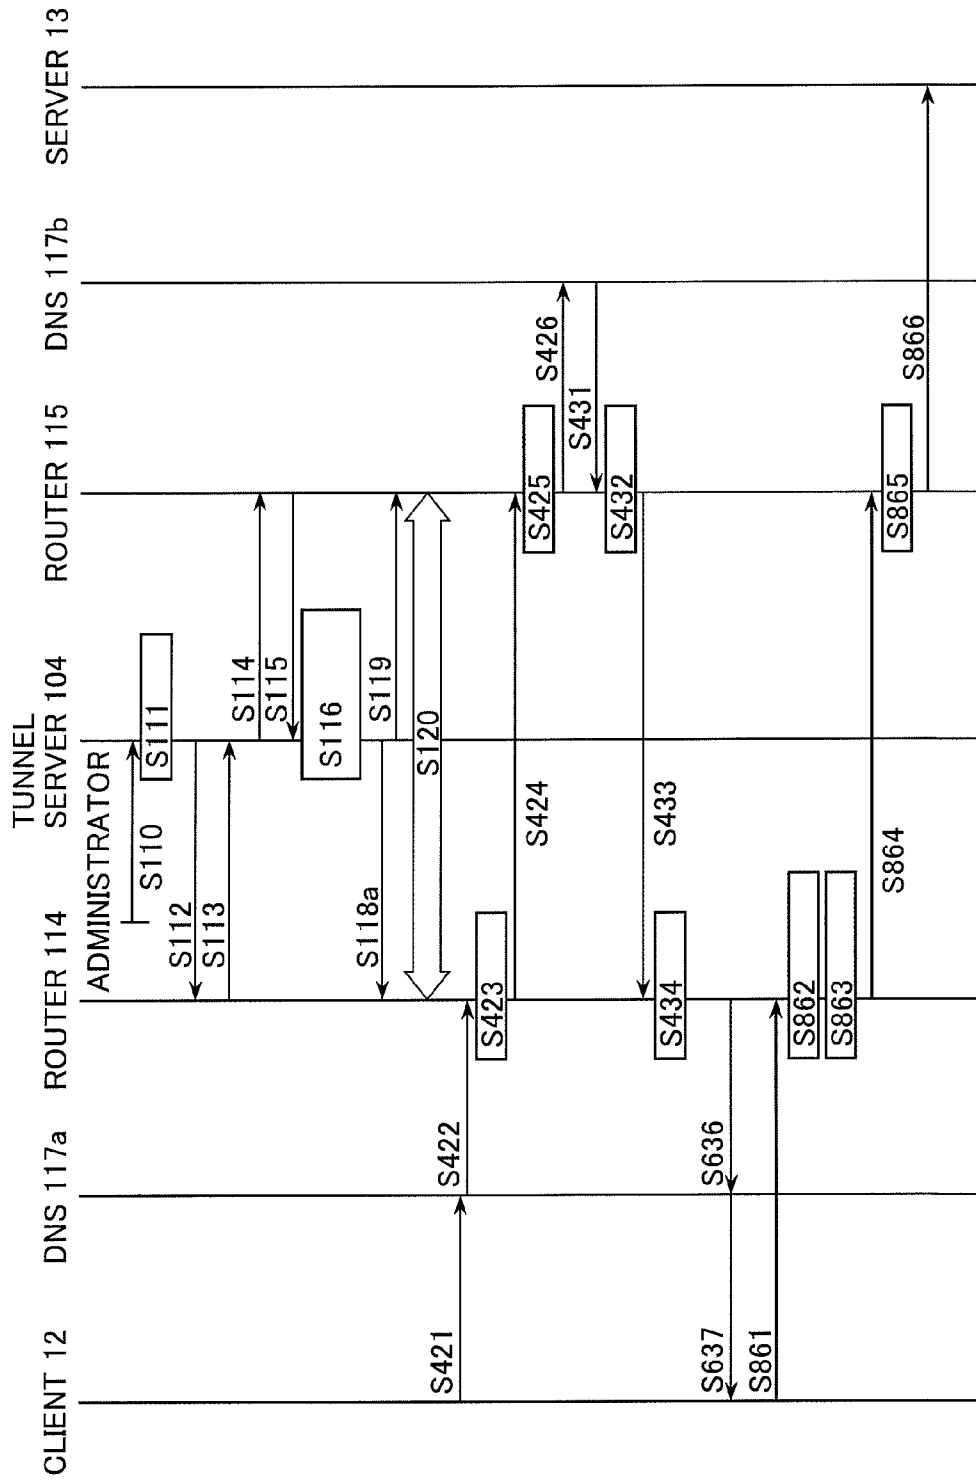 CLIENT 12
DNS 117a
ROUTER 114
TUNNEL
SERVER 104
ROUTER 115
DNS 117b
SERVER 13
ADMINISTRATOR
S110
S111
S112
S113
S114
S115
S116
S118a
S119
S120
S421
S422
S423
S424
S425
S426
S431
S432
S433
S434
S636
S637
S861
S862
S863
S864
S865
S866